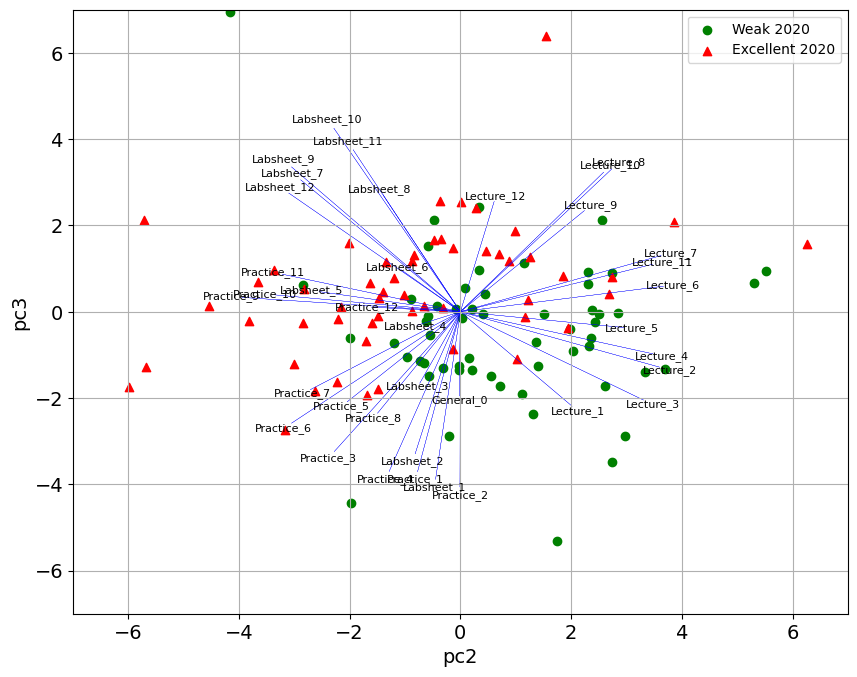 Weak 2020
Excellent 2020
Labsheet_10
Labsheet_11
Labsheet_9
Labsheet_7
Labsheet_12
Labsheet_8
Lecture_8
Lecture_10
Lecture_12
Lecture_9
Lecture_7
Lecture_11
Lecture_6
Practice_11
Labsheet_6
Labsheet_5
Practice_10
Practice_12
Labsheet_4
Lecture_5
Lecture_4
Lecture_2
Lecture_3
Lecture_1
Labsheet_3
General_0
Practice_7
Practice_5
Practice_8
Practice_6
Practice_3
Labsheet_2
Practice_4
Practice_1
Labsheet_1
Practice_2
6
4
2
0
−2
−4
−6
pc3
−6 −4 −2 0 2 4 6
pc2